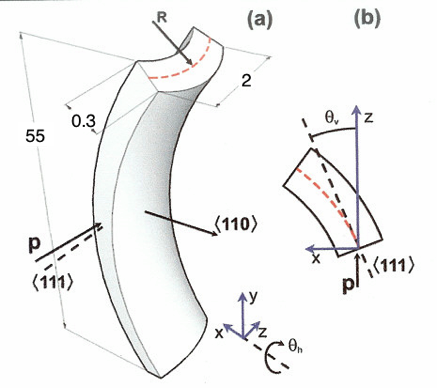 R
(a)
(b)
55
0.3
2
θv
z
⟨110⟩
p
⟨111⟩
x
⟨111⟩
p
y
x
z
θh